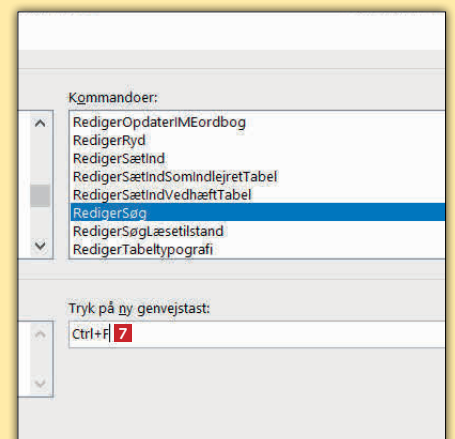 Kommandoer:
RedigerOpdaterIMEordbog
RedigerRyd
RedigerSætInd
RedigerSætIndSomIndlejretTabel
RedigerSætIndVedhæftTabel
RedigerSøg
RedigerSøgLæsetilstand
RedigerTabeltypografi
Tryk på ny genvejstast:
Ctrl+F 7